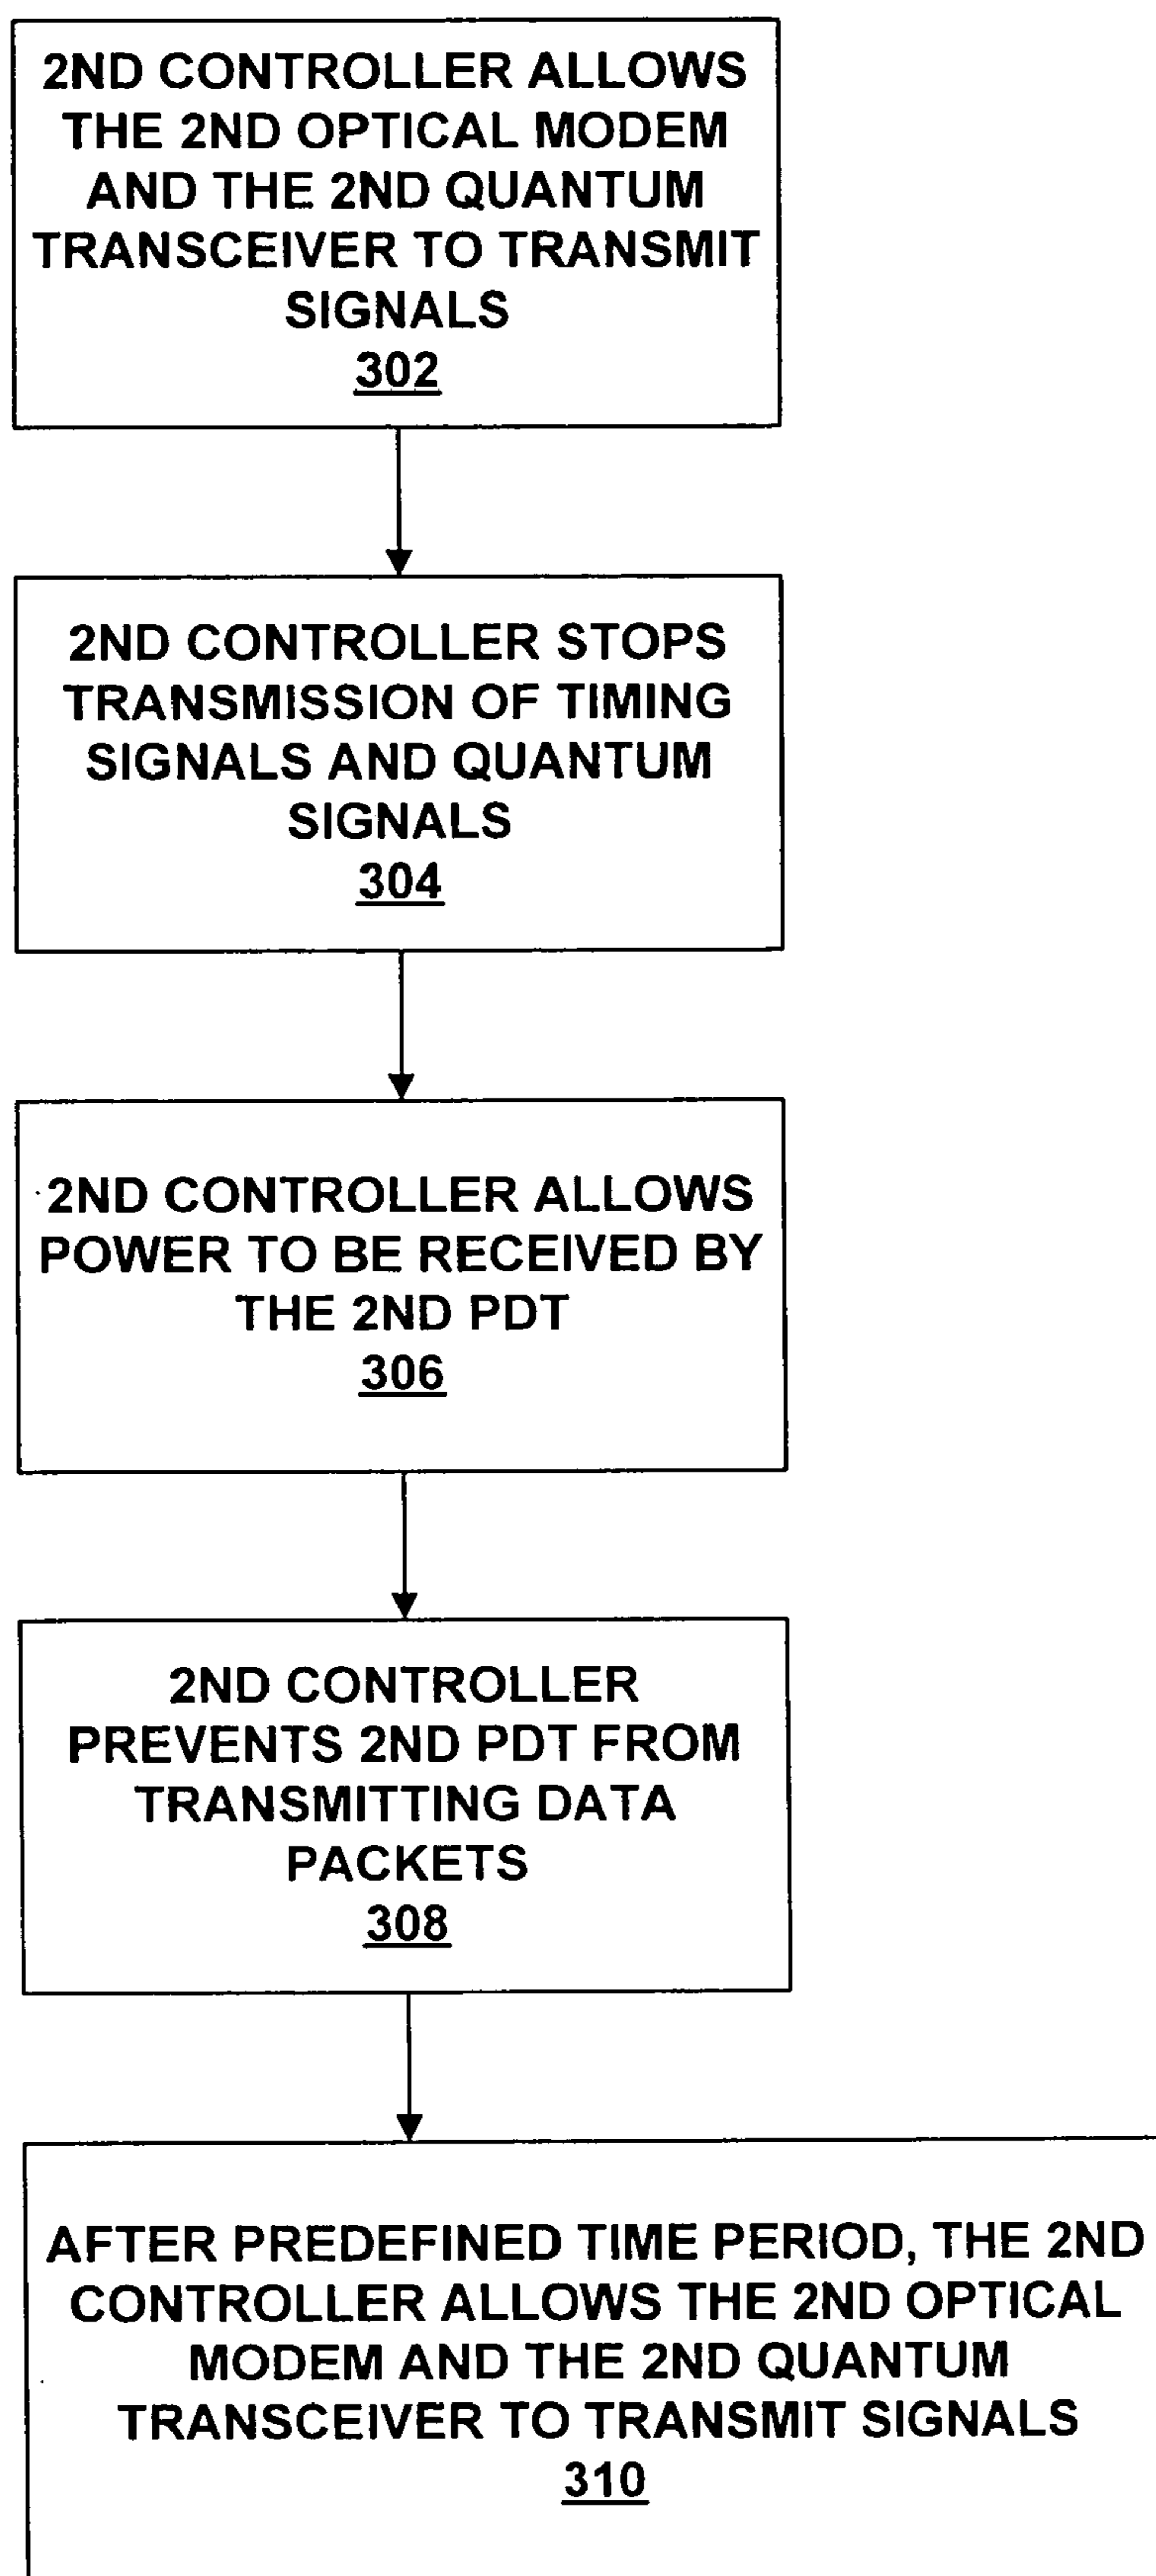 2ND CONTROLLER ALLOWS
THE 2ND OPTICAL MODEM
AND THE 2ND QUANTUM
TRANSCEIVER TO TRANSMIT
SIGNALS
302
2ND CONTROLLER STOPS
TRANSMISSION OF TIMING
SIGNALS AND QUANTUM
SIGNALS
304
2ND CONTROLLER ALLOWS
POWER TO BE RECEIVED BY
THE 2ND PDT
306
2ND CONTROLLER
PREVENTS 2ND PDT FROM
TRANSMITTING DATA
PACKETS
308
AFTER PREDEFINED TIME PERIOD, THE 2ND
CONTROLLER ALLOWS THE 2ND OPTICAL
MODEM AND THE 2ND QUANTUM
TRANSCEIVER TO TRANSMIT SIGNALS
310